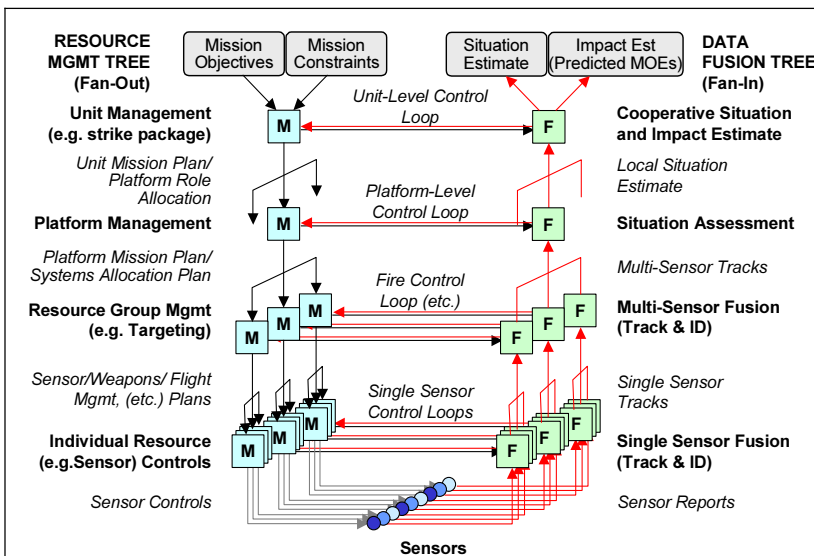 RESOURCE
MGMT TREE
(Fan-Out)
Mission
Objectives
Mission
Constraints
Situation
Estimate
Impact Est
(Predicted MOEs)
DATA
FUSION TREE
(Fan-In)
Unit Management
(e.g. strike package)
M
Unit-Level Control
Loop
F
Cooperative Situation
and Impact Estimate
Unit Mission Plan/
Platform Role
Allocation
Local Situation
Estimate
Platform Management
M
Platform-Level
Control Loop
F
Situation Assessment
Platform Mission Plan/
Systems Allocation Plan
Multi-Sensor Tracks
Resource Group Mgmt
(e.g. Targeting)
M
M
M
Fire Control
Loop (etc.)
F
F
F
Multi-Sensor Fusion
(Track & ID)
Sensor/Weapons/ Flight
Mgmt, (etc.) Plans
Single Sensor
Control Loops
Single Sensor
Tracks
Individual Resource
(e.g.Sensor) Controls
M
M
M
F
F
F
Single Sensor Fusion
(Track & ID)
Sensor Controls
Sensor Reports
Sensors